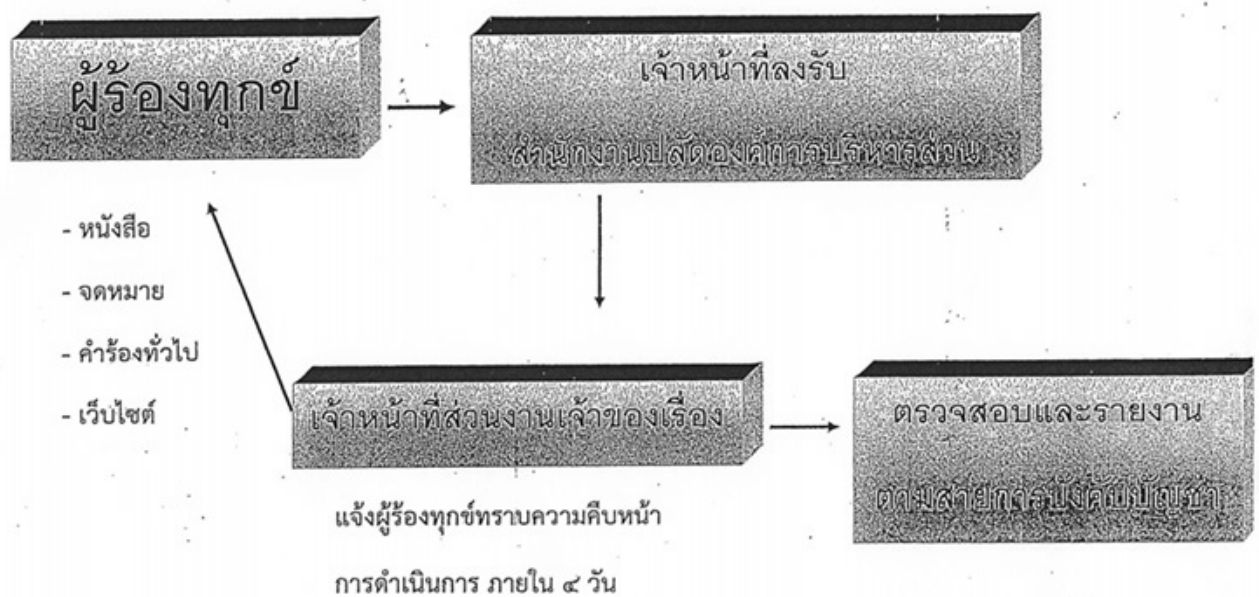 ผู้ร้องทุกข์
เจ้าหน้าที่ลงรับ
สำนักงานปลัดองค์การบริหารส่วน
- หนังสือ
- จดหมาย
- คำร้องทั่วไป
- เว็บไซต์
เจ้าหน้าที่ส่วนงานเจ้าของเรื่อง
แจ้งผู้ร้องทุกข์ทราบความคืบหน้า
การดำเนินการ ภายใน ๔ วัน
ตรวจสอบและรายงาน
ตามสายการบังคับบัญชา